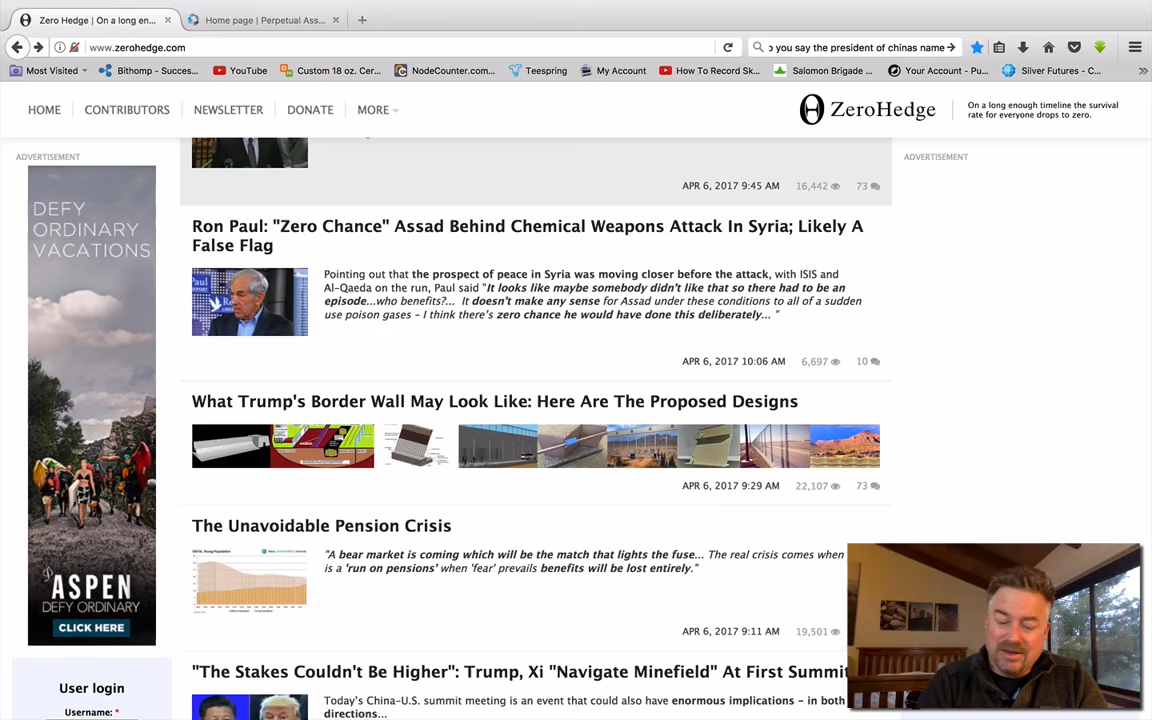 Zero Hedge | On a long en...
Home page | Perpetual Ass...
www.zerohedge.com
o you say the president of chinas name
Most Visited
Bithomp - Succes...
YouTube
Custom 18 oz. Cer...
NodeCounter.com...
Teespring
My Account
How To Record Sk...
Salomon Brigade ...
Your Account - Pu...
Silver Futures - C...
HOME
CONTRIBUTORS
NEWSLETTER
DONATE
MORE
ZeroHedge
On a long enough timeline the survival
rate for everyone drops to zero.
ADVERTISEMENT
ADVERTISEMENT
DEFY
ORDINARY
VACATIONS
ASPEN
DEFY ORDINARY
CLICK HERE
APR 6, 2017 9:45 AM 16,442 73
Ron Paul: "Zero Chance" Assad Behind Chemical Weapons Attack In Syria; Likely A
False Flag
Pointing out that the prospect of peace in Syria was moving closer before the attack, with ISIS and
Al-Qaeda on the run, Paul said "It looks like maybe somebody didn't like that so there had to be an
episode...who benefits?... It doesn't make any sense for Assad under these conditions to all of a sudden
use poison gases – I think there's zero chance he would have done this deliberately... "
APR 6, 2017 10:06 AM 6,697 10
What Trump's Border Wall May Look Like: Here Are The Proposed Designs
APR 6, 2017 9:29 AM 22,107 73
The Unavoidable Pension Crisis
"A bear market is coming which will be the match that lights the fuse... The real crisis comes when
is a 'run on pensions' when 'fear' prevails benefits will be lost entirely."
APR 6, 2017 9:11 AM 19,501
"The Stakes Couldn't Be Higher": Trump, Xi "Navigate Minefield" At First Summit
Today's China-U.S. summit meeting is an event that could also have enormous implications – in both
directions...
User login
Username: *